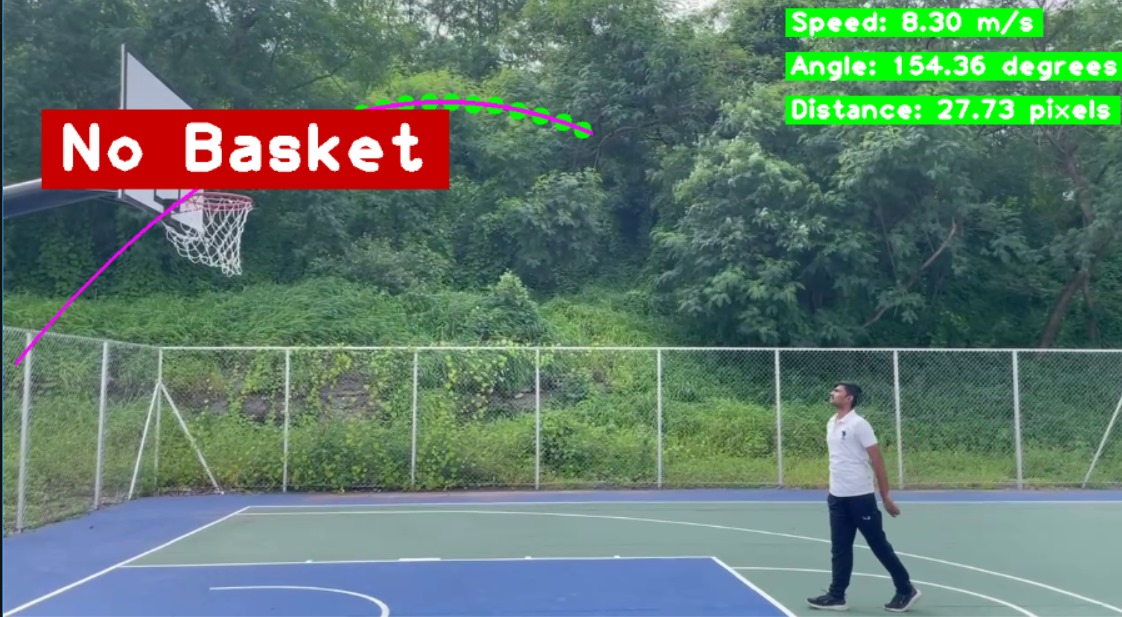 Speed: 8.30 m/s
Angle: 154.36 degrees
Distance: 27.73 pixels
No Basket